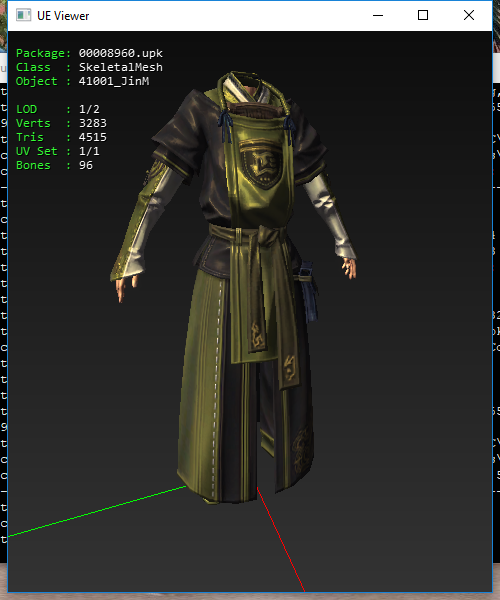 UE Viewer
Package: 00008960.upk
Class : SkeletalMesh
Object : 41001_JinM
LOD : 1/2
Verts : 3283
Tris : 4515
UV Set : 1/1
Bones : 96